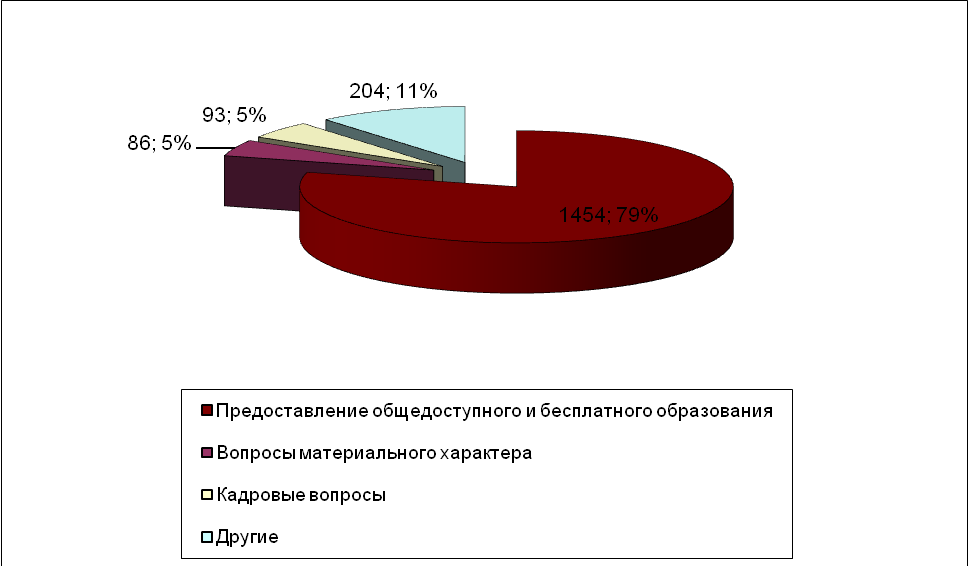 204; 11%
93; 5%
86; 5%
1454; 79%
Предоставление общедоступного и бесплатного образования
Вопросы материального характера
Кадровые вопросы
Другие